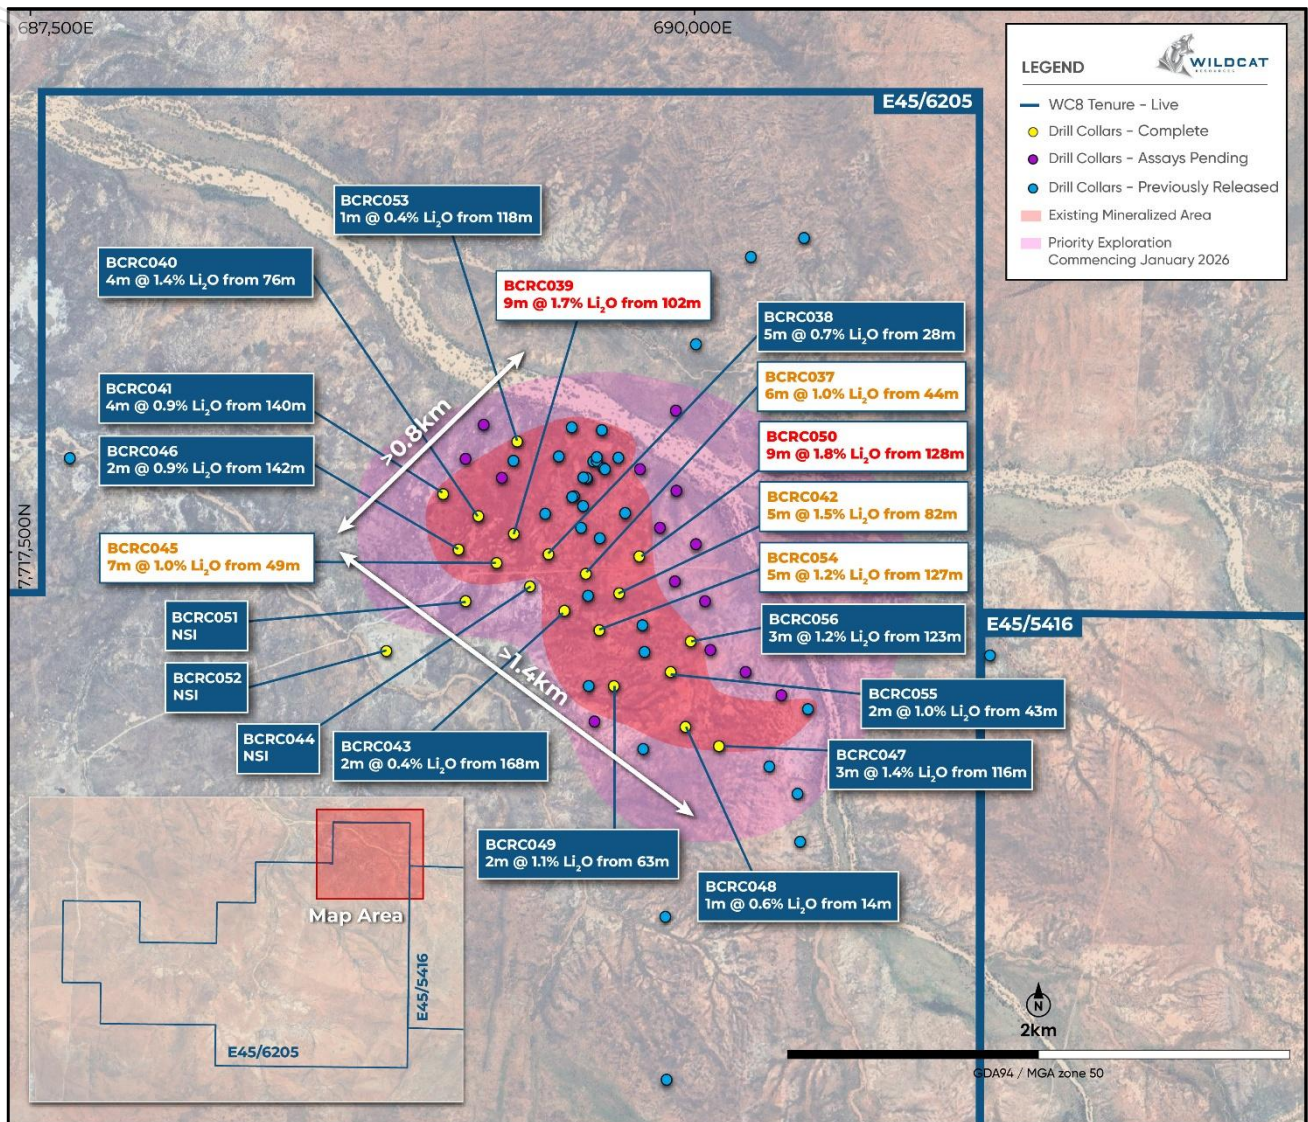 687,500E
690,000E
LEGEND
WILDCAT
RESOURCES
WC8 Tenure - Live
Drill Collars - Complete
Drill Collars - Assays Pending
Drill Collars - Previously Released
Existing Mineralized Area
Priority Exploration
Commencing January 2026
E45/6205
BCRC053
1m @ 0.4% Li₂O from 118m
BCRC040
4m @ 1.4% Li₂O from 76m
BCRC039
9m @ 1.7% Li₂O from 102m
BCRC038
5m @ 0.7% Li₂O from 28m
BCRC037
6m @ 1.0% Li₂O from 44m
BCRC041
4m @ 0.9% Li₂O from 140m
>0.8km
BCRC050
9m @ 1.8% Li₂O from 128m
BCRC046
2m @ 0.9% Li₂O from 142m
BCRC042
5m @ 1.5% Li₂O from 82m
7,717,500N
BCRC045
7m @ 1.0% Li₂O from 49m
BCRC054
5m @ 1.2% Li₂O from 127m
BCRC051
NSI
BCRC056
3m @ 1.2% Li₂O from 123m
E45/5416
BCRC052
NSI
>1.4km
BCRC055
2m @ 1.0% Li₂O from 43m
BCRC044
NSI
BCRC043
2m @ 0.4% Li₂O from 168m
BCRC047
3m @ 1.4% Li₂O from 116m
BCRC049
2m @ 1.1% Li₂O from 63m
BCRC048
1m @ 0.6% Li₂O from 14m
Map Area
E45/5416
E45/6205
N
2km
GDA94 / MGA zone 50